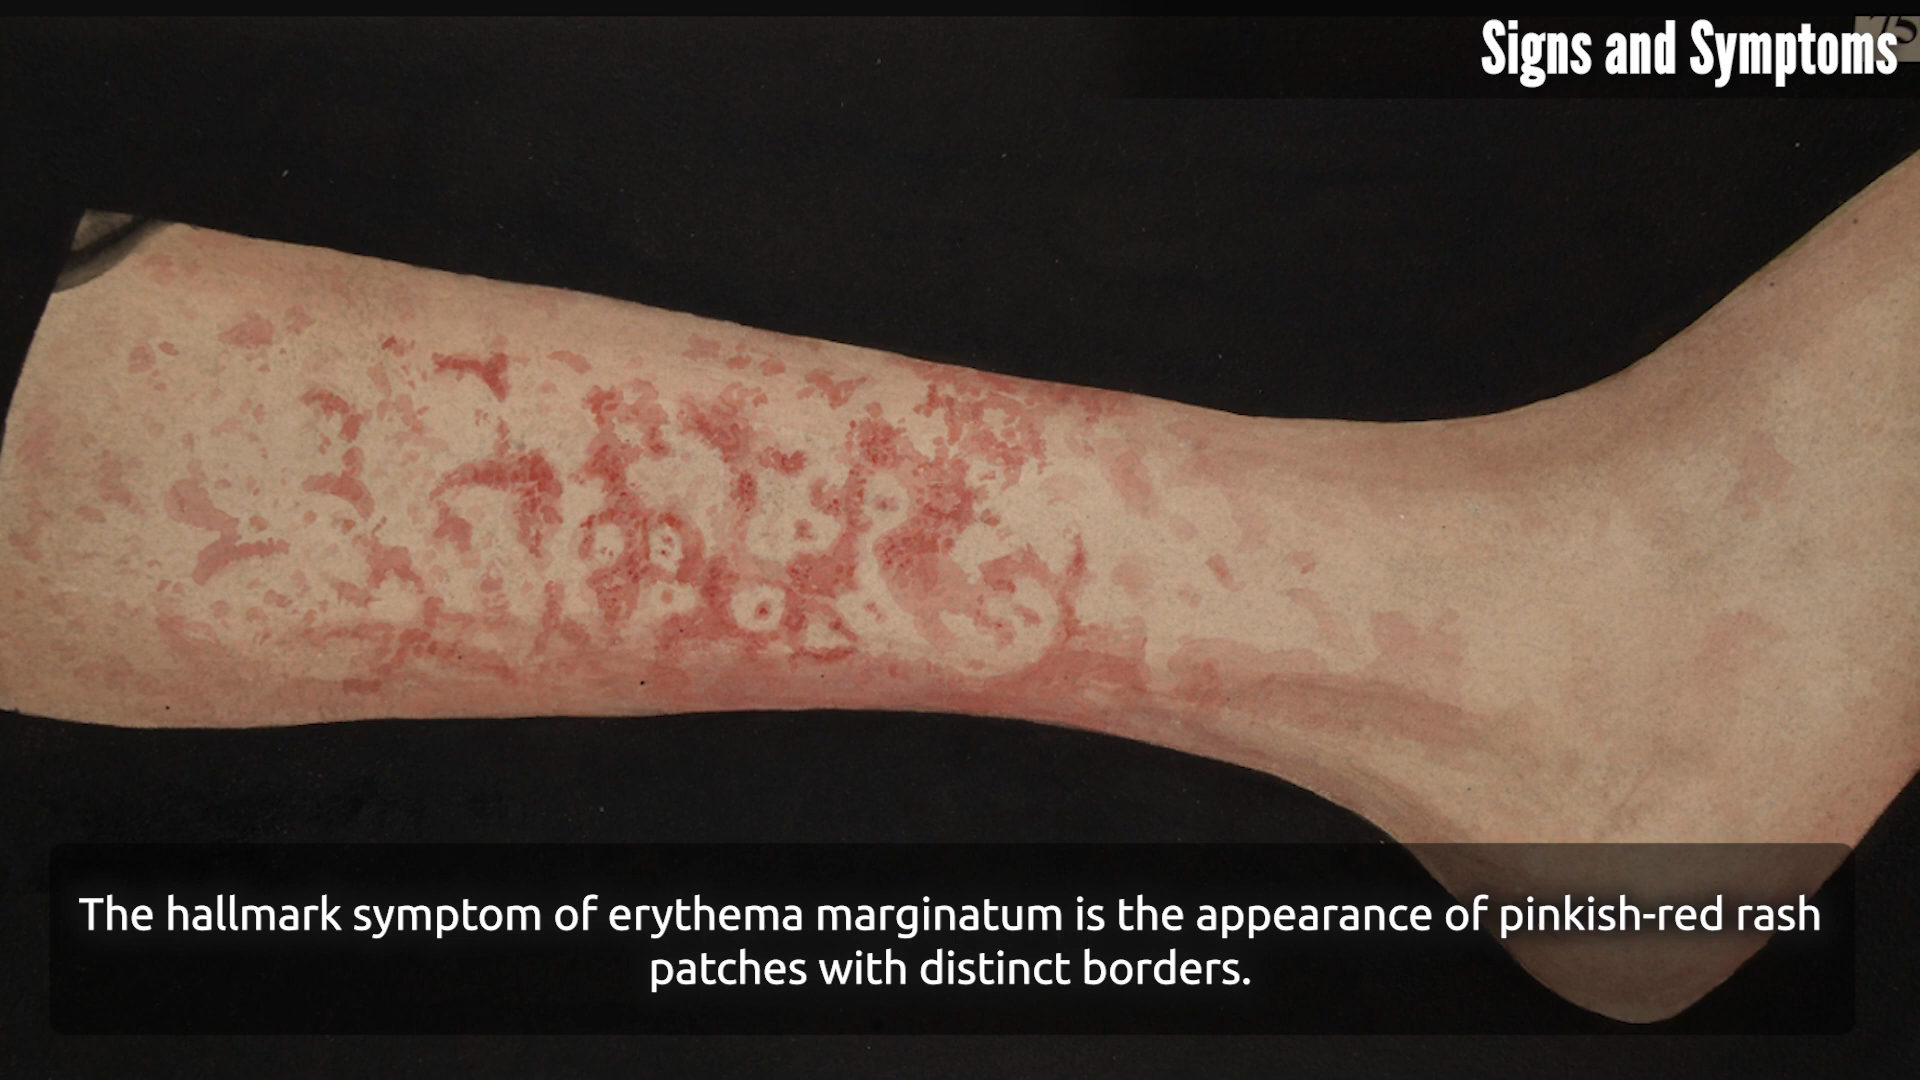 Signs and Symptoms
75
The hallmark symptom of erythema marginatum is the appearance of pinkish-red rash
patches with distinct borders.